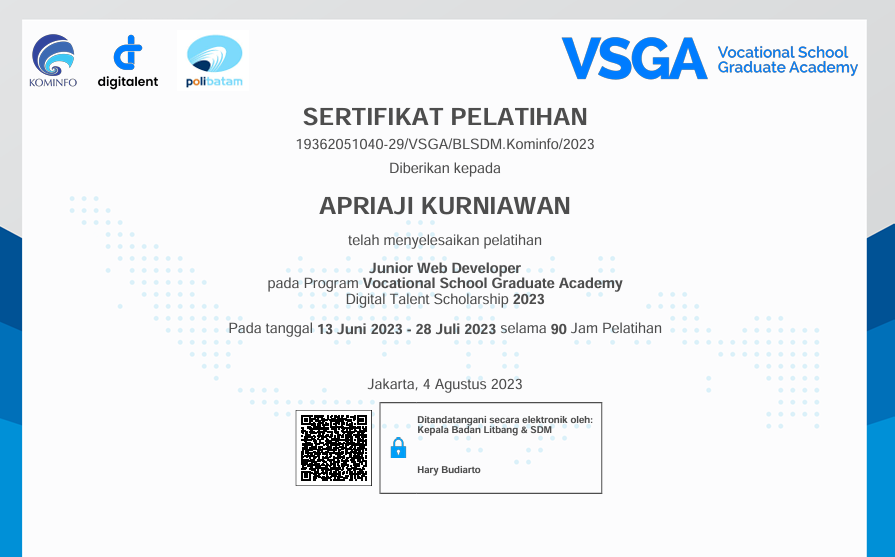 KOMINFO
digitalent
polibatam
VSGA
Vocational School
Graduate Academy
SERTIFIKAT PELATIHAN
19362051040-29/VSGA/BLSDM.Kominfo/2023
Diberikan kepada
APRIAJI KURNIAWAN
telah menyelesaikan pelatihan
Junior Web Developer
pada Program Vocational School Graduate Academy
Digital Talent Scholarship 2023
Pada tanggal 13 Juni 2023 - 28 Juli 2023 selama 90 Jam Pelatihan
Jakarta, 4 Agustus 2023
Ditandatangani secara elektronik oleh:
Kepala Badan Litbang & SDM
Hary Budiarto